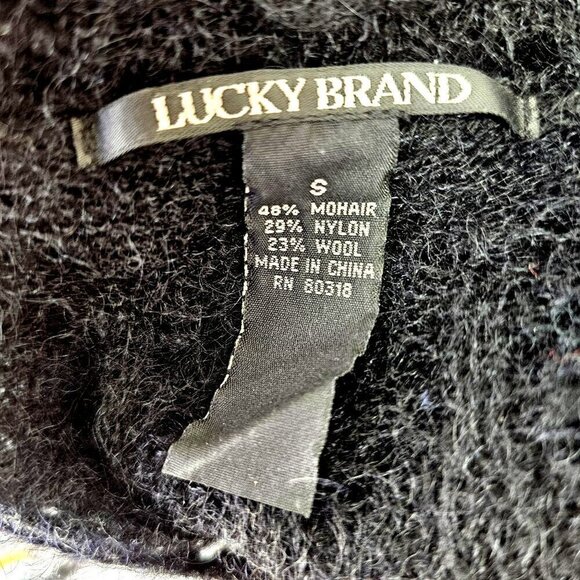 LUCKY BRAND
S
48% MOHAIR
29% NYLON
23% WOOL
MADE IN CHINA
RN 80318